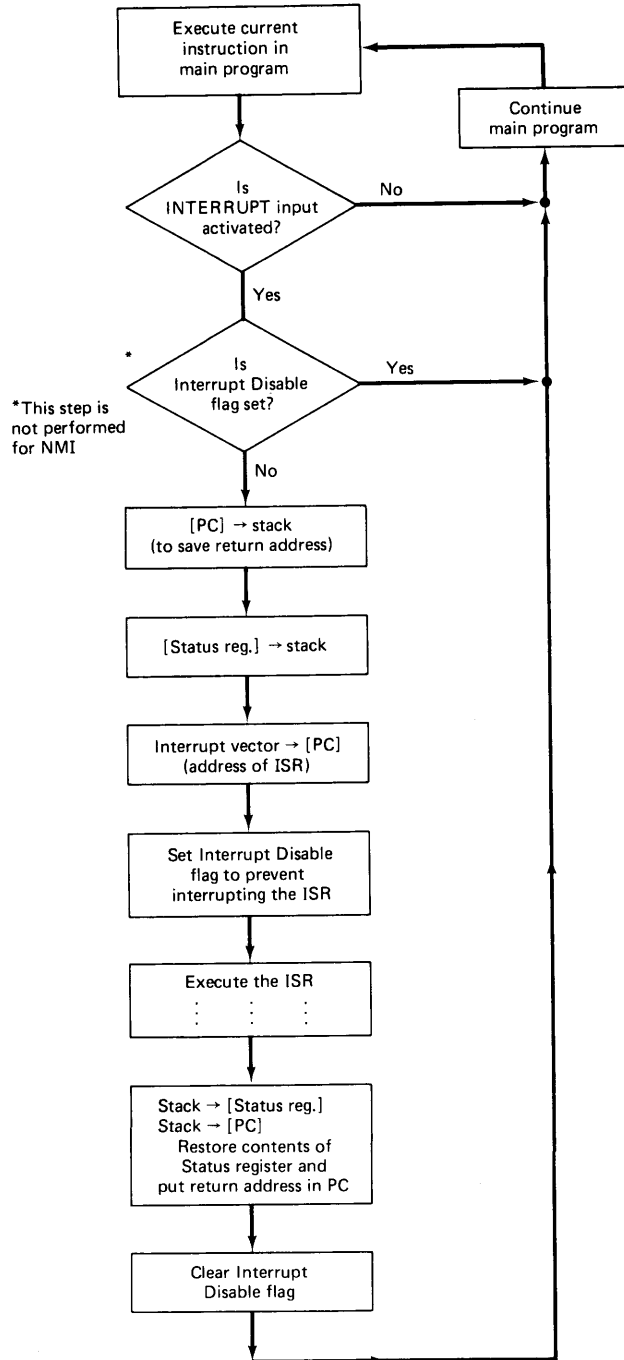 Execute current
instruction in
main program
Continue
main program
Is
INTERRUPT input
activated?
No
Yes
*
Is
Interrupt Disable
flag set?
Yes
*This step is
not performed
for NMI
No
[PC] → stack
(to save return address)
[Status reg.] → stack
Interrupt vector → [PC]
(address of ISR)
Set Interrupt Disable
flag to prevent
interrupting the ISR
Execute the ISR
Stack → [Status reg.]
Stack → [PC]
Restore contents of
Status register and
put return address in PC
Clear Interrupt
Disable flag